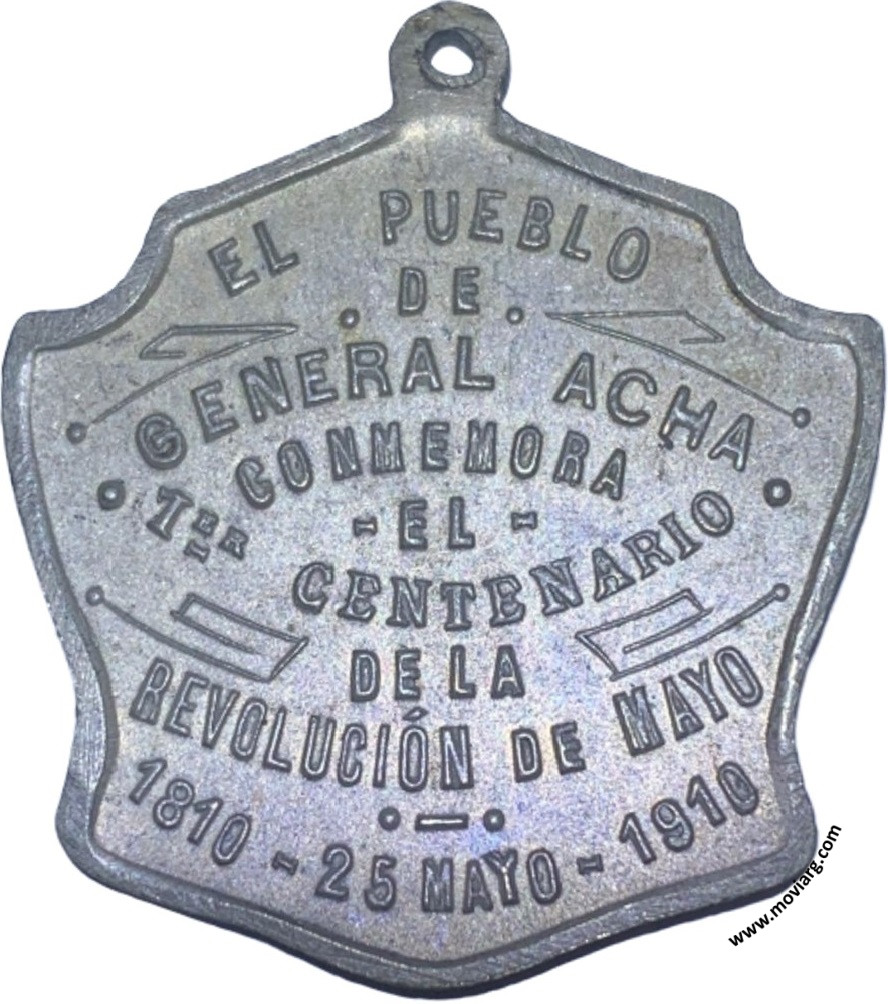 EL PUEBLO
DE
GENERAL ACHA
CONMEMORA
- EL -
1ER CENTENARIO
DE LA
REVOLUCIÓN DE MAYO
1810 - 25 MAYO - 1910
www.moviarg.com